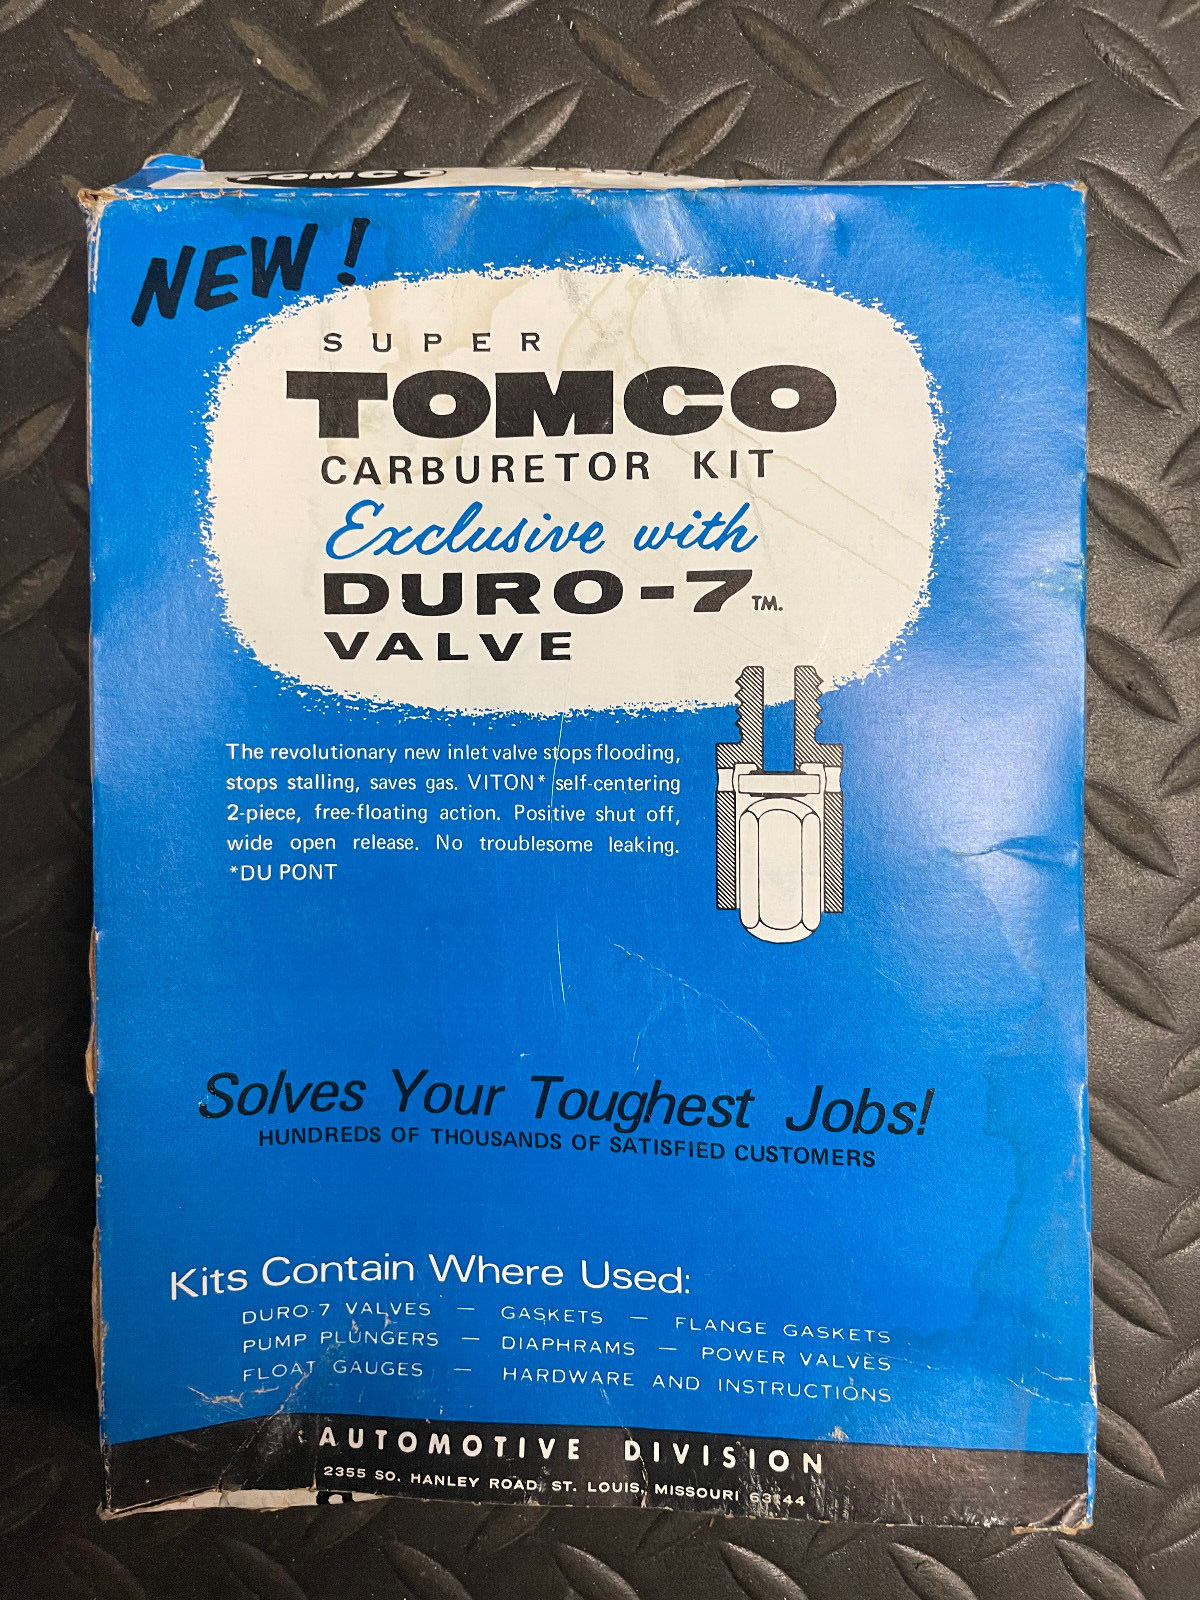 TOMCO
NEW!
SUPER
TOMCO
CARBURETOR KIT
Exclusive with
DURO-7 TM.
VALVE
The revolutionary new inlet valve stops flooding,
stops stalling, saves gas. VITON* self-centering
2-piece, free-floating action. Positive shut off,
wide open release. No troublesome leaking.
*DU PONT
Solves Your Toughest Jobs!
HUNDREDS OF THOUSANDS OF SATISFIED CUSTOMERS
Kits Contain Where Used:
DURO-7 VALVES — GASKETS — FLANGE GASKETS
PUMP PLUNGERS — DIAPHRAMS — POWER VALVES
FLOAT GAUGES — HARDWARE AND INSTRUCTIONS
AUTOMOTIVE DIVISION
2355 SO. HANLEY ROAD, ST. LOUIS, MISSOURI 63144